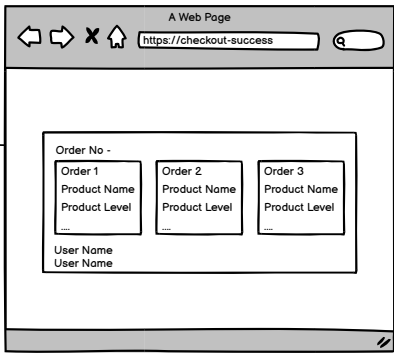 A Web Page
https://checkout-success
Order No -
Order 1
Product Name
Product Level
....
Order 2
Product Name
Product Level
....
Order 3
Product Name
Product Level
....
User Name
User Name